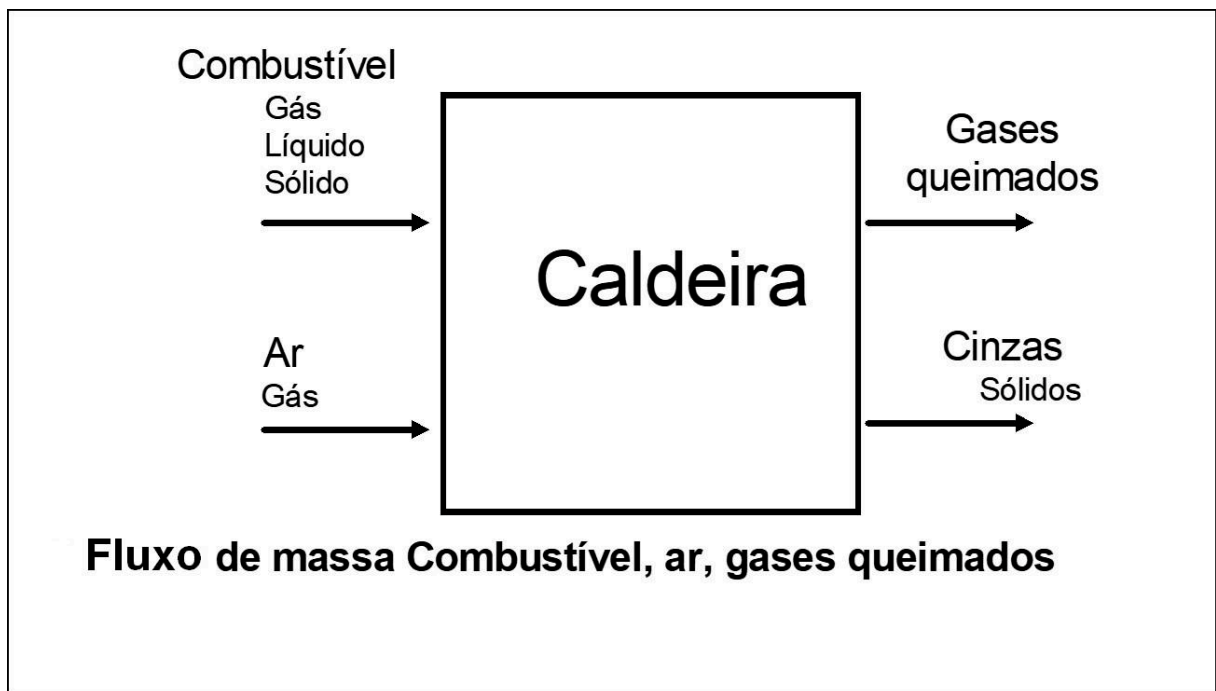 Combustível
Gás
Líquido
Sólido
Ar
Gás
Caldeira
Gases
queimados
Cinzas
Sólidos
Fluxo de massa Combustível, ar, gases queimados